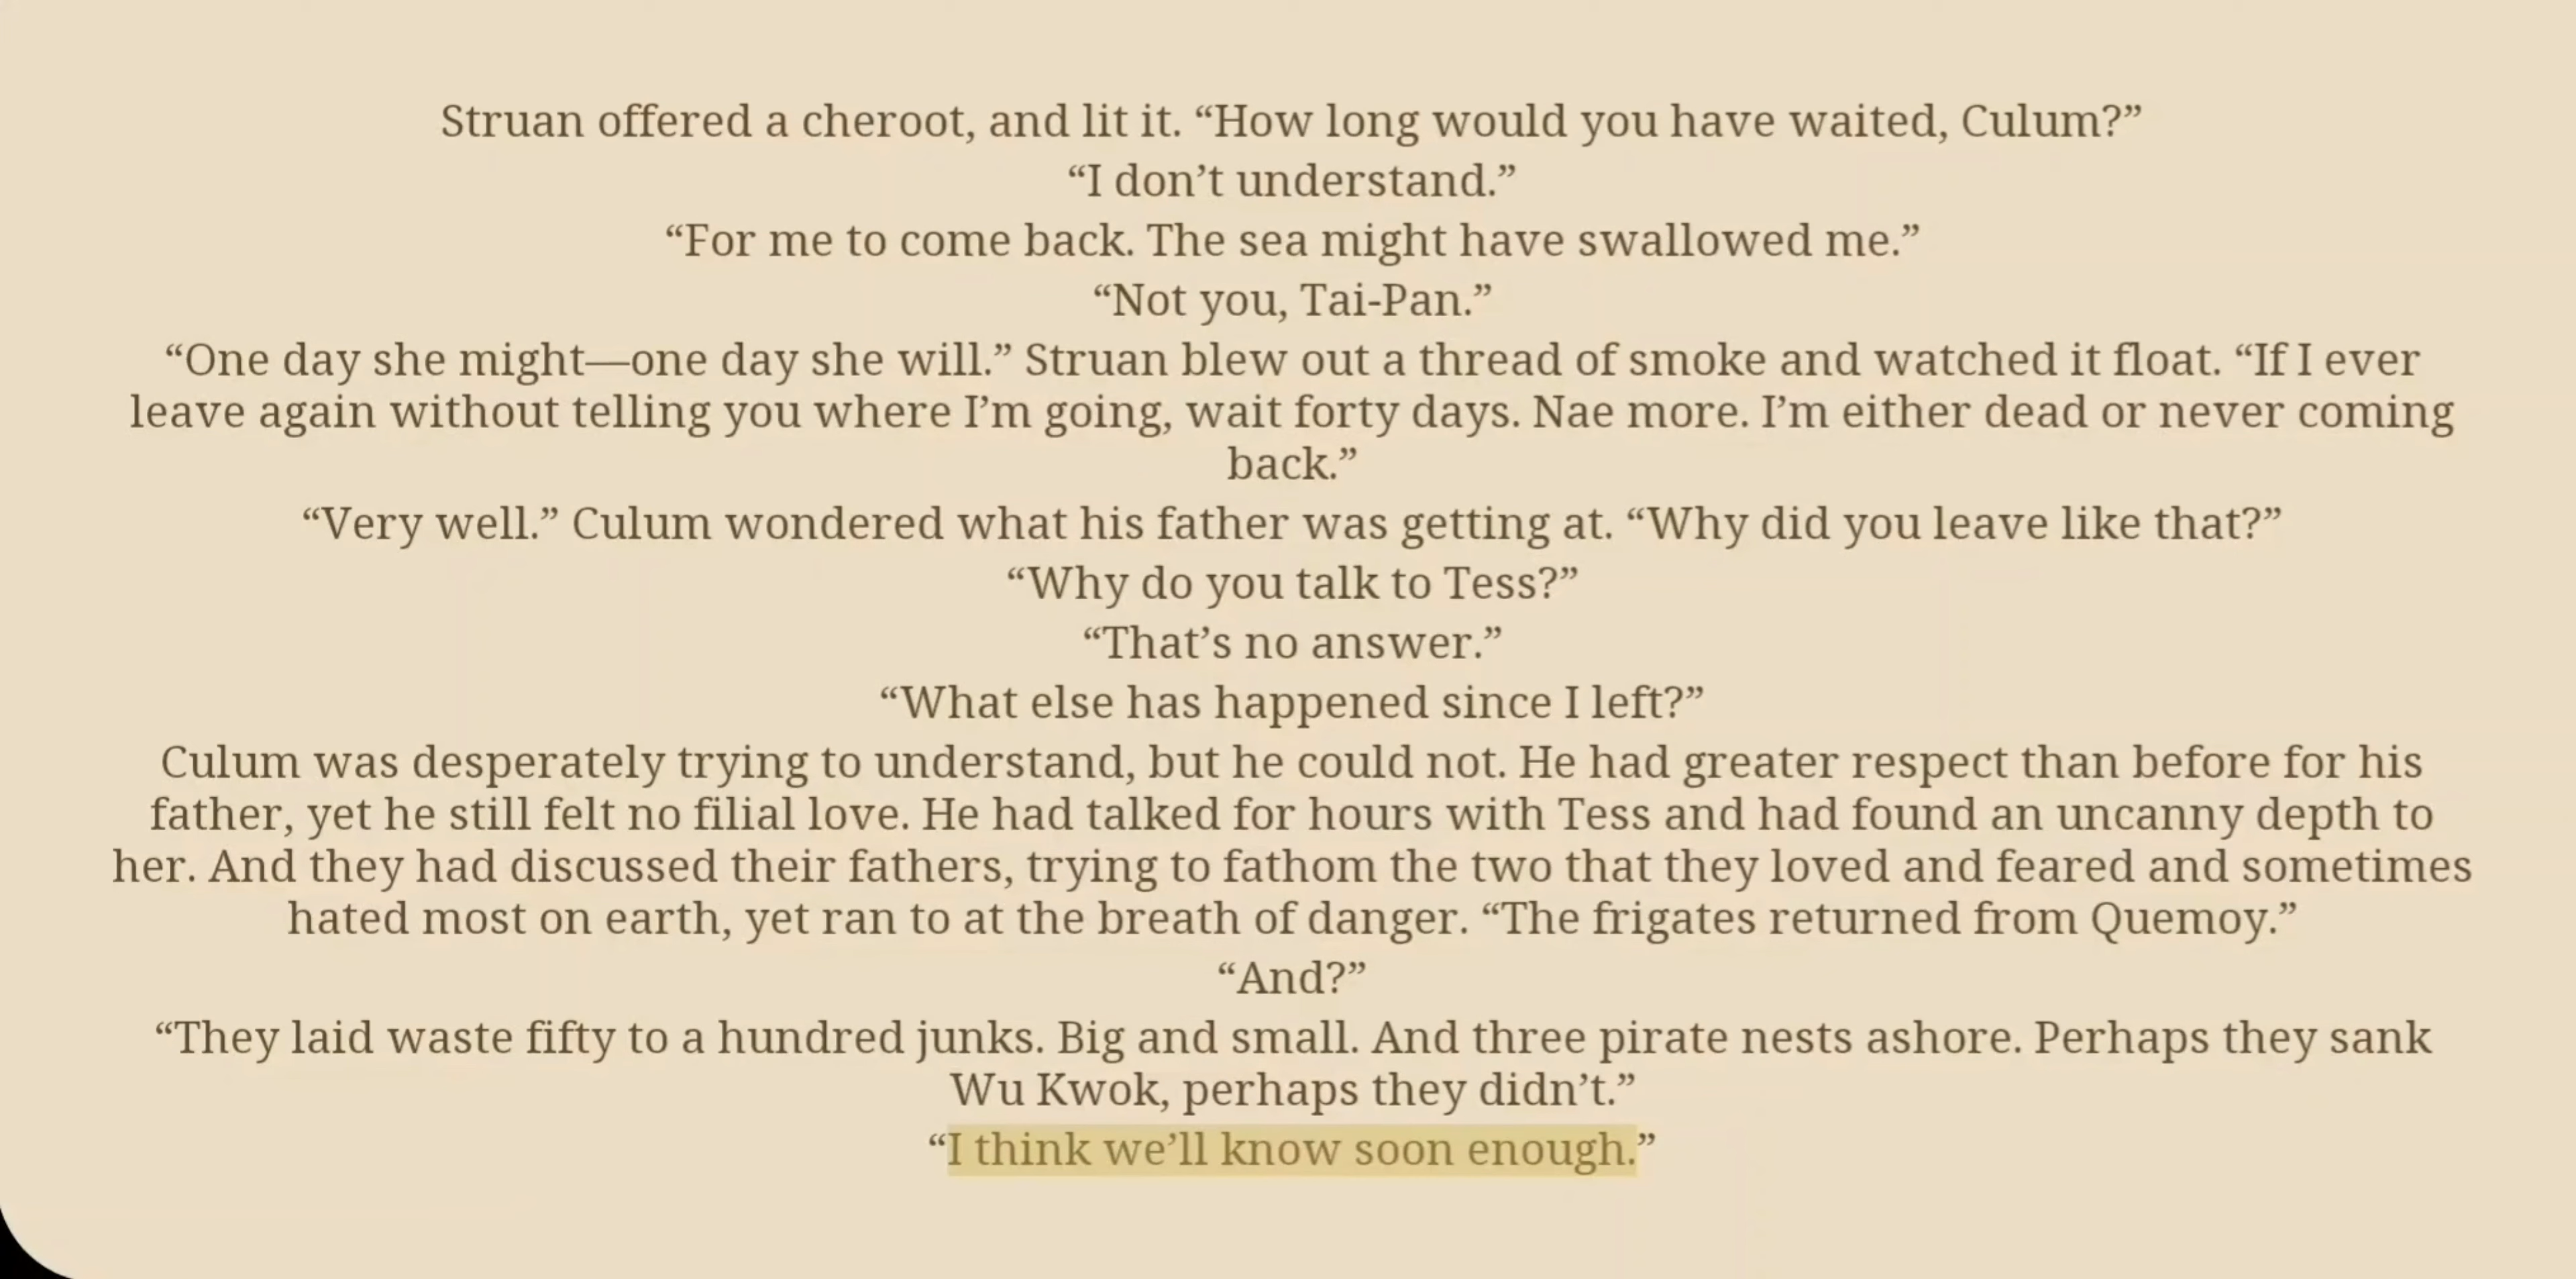 Struan offered a cheroot, and lit it. “How long would you have waited, Culum?”
“I don’t understand.”
“For me to come back. The sea might have swallowed me.”
“Not you, Tai-Pan.”
“One day she might—one day she will.” Struan blew out a thread of smoke and watched it float. “If I ever
leave again without telling you where I’m going, wait forty days. Nae more. I’m either dead or never coming
back.”
“Very well.” Culum wondered what his father was getting at. “Why did you leave like that?”
“Why do you talk to Tess?”
“That’s no answer.”
“What else has happened since I left?”
Culum was desperately trying to understand, but he could not. He had greater respect than before for his
father, yet he still felt no filial love. He had talked for hours with Tess and had found an uncanny depth to
her. And they had discussed their fathers, trying to fathom the two that they loved and feared and sometimes
hated most on earth, yet ran to at the breath of danger. “The frigates returned from Quemoy.”
“And?”
“They laid waste fifty to a hundred junks. Big and small. And three pirate nests ashore. Perhaps they sank
Wu Kwok, perhaps they didn’t.”
“I think we’ll know soon enough.”